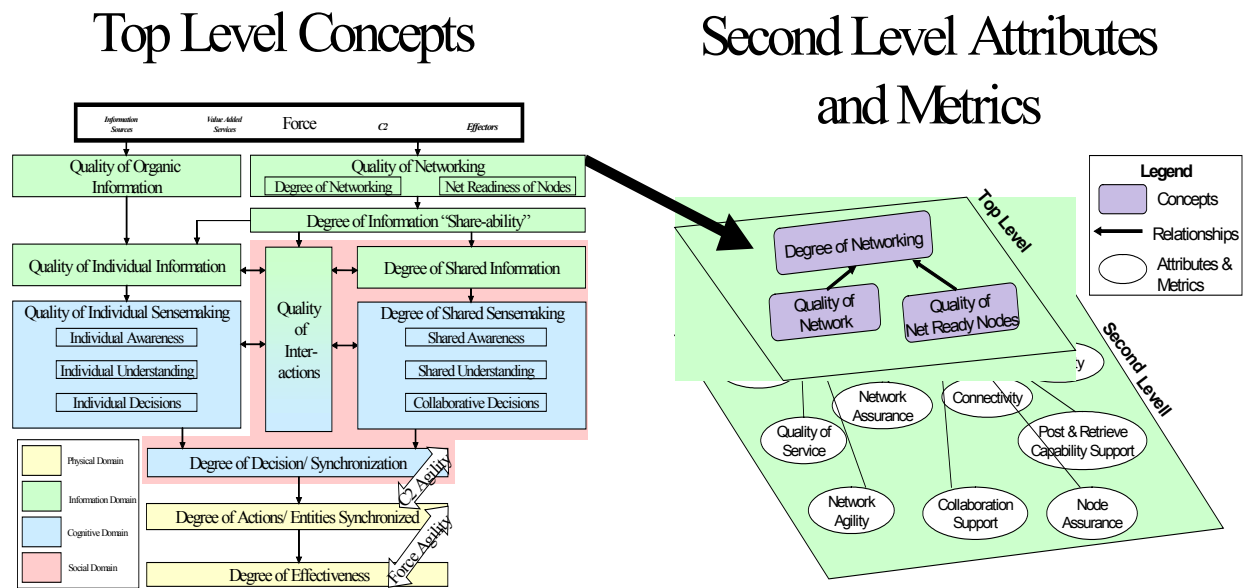 Top Level Concepts
Information
Sources
Value Added
Services
Force
C2
Effectors
Quality of Organic
Information
Quality of Networking
Degree of Networking
Net Readiness of Nodes
Degree of Information “Share-ability”
Quality of Individual Information
Degree of Shared Information
Quality of Individual Sensemaking
Individual Awareness
Individual Understanding
Individual Decisions
Quality
of
Inter-
actions
Degree of Shared Sensemaking
Shared Awareness
Shared Understanding
Collaborative Decisions
Degree of Decision/ Synchronization
C2 Agility
Degree of Actions/ Entities Synchronized
Force Agility
Degree of Effectiveness
Physical Domain
Information Domain
Cognitive Domain
Social Domain
Second Level Attributes
and Metrics
Legend
Concepts
Relationships
Attributes &
Metrics
Top Level
Degree of Networking
Quality of
Network
Quality of
Net Ready Nodes
Second Levell
Network
Assurance
Connectivity
Quality of
Service
Post & Retrieve
Capability Support
Network
Agility
Collaboration
Support
Node
Assurance